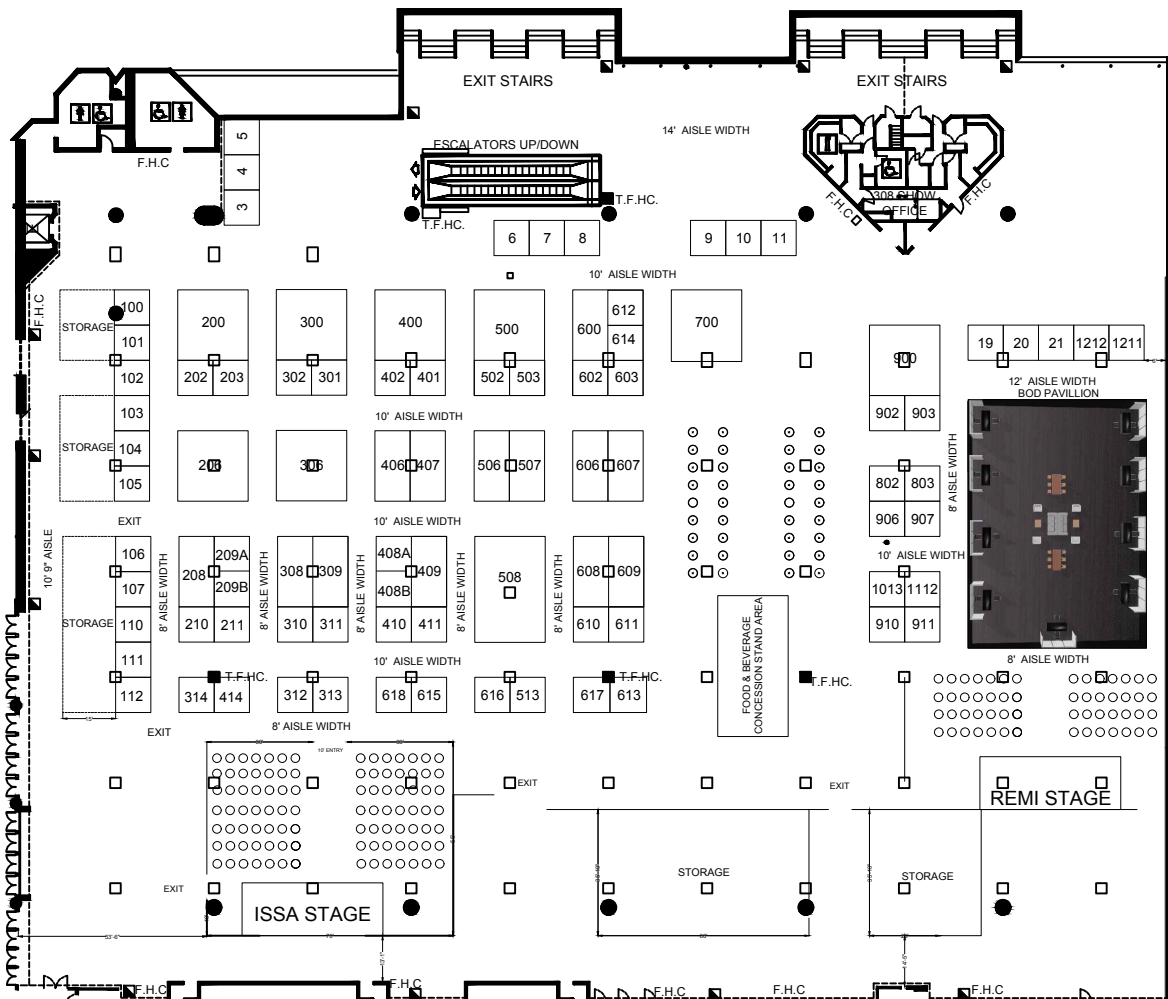 EXIT STAIRS
EXIT STAIRS
14' AISLE WIDTH
5
4
3
F.H.C
ESCALATORS UP/DOWN
T.F.HC.
T.F.HC.
308 SHOW
OFFICE
F.H.C
F.H.C
6 7 8
9 10 11
10' AISLE WIDTH
F.H.C
STORAGE
100
101
102
200
202 203
300
302 301
400
402 401
500
502 503
600
612
614
602 603
700
900
902 903
19 20 21 1212 1211
12' AISLE WIDTH
BOD PAVILLION
10' AISLE WIDTH
STORAGE
103
104
105
206
306
406 407
506 507
606 607
802 803
906 907
8' AISLE WIDTH
EXIT
10' AISLE WIDTH
10' AISLE WIDTH
10' 9" AISLE
STORAGE
106
107
110
111
112
8' AISLE WIDTH
208
209A
209B
210 211
8' AISLE WIDTH
308 309
310 311
8' AISLE WIDTH
408A
408B
409
410 411
8' AISLE WIDTH
508
8' AISLE WIDTH
608 609
610 611
1013 1112
910 911
FOOD & BEVERAGE
CONCESSION STAND AREA
10' AISLE WIDTH
8' AISLE WIDTH
T.F.HC.
T.F.HC.
T.F.HC.
314 414
312 313
618 615
616 513
617 613
15'
EXIT
8' AISLE WIDTH
10' ENTRY
EXIT
EXIT
REMI STAGE
STORAGE
STORAGE
EXIT
ISSA STAGE
53'-6"
F.H.C
F.H.C
F.H.C
F.H.C
F.H.C